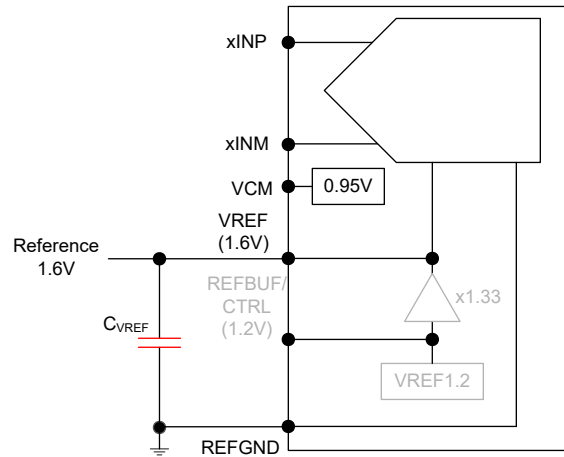 xINP
xINM
VCM
0.95V
VREF
(1.6V)
Reference
1.6V
REFBUF/
CTRL
(1.2V)
x1.33
CVREF
VREF1.2
REFGND